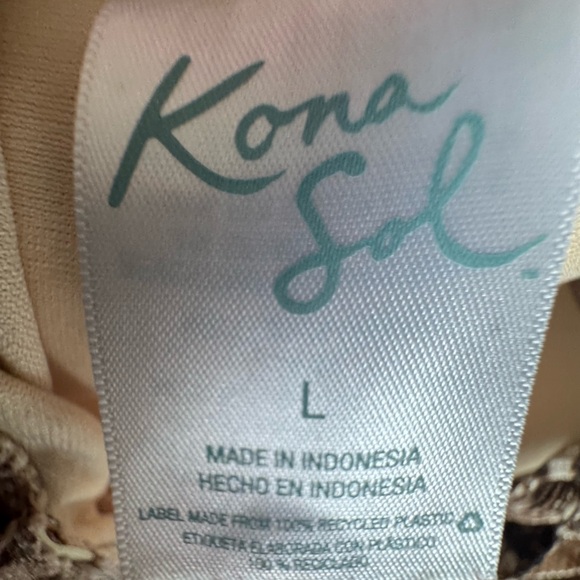 Kona
Sol.
L
MADE IN INDONESIA
HECHO EN INDONESIA
LABEL MADE FROM 100% RECYCLED PLASTIC
ETIQUETA ELABORADA CON PLÁSTICO
100 % RECICLADO